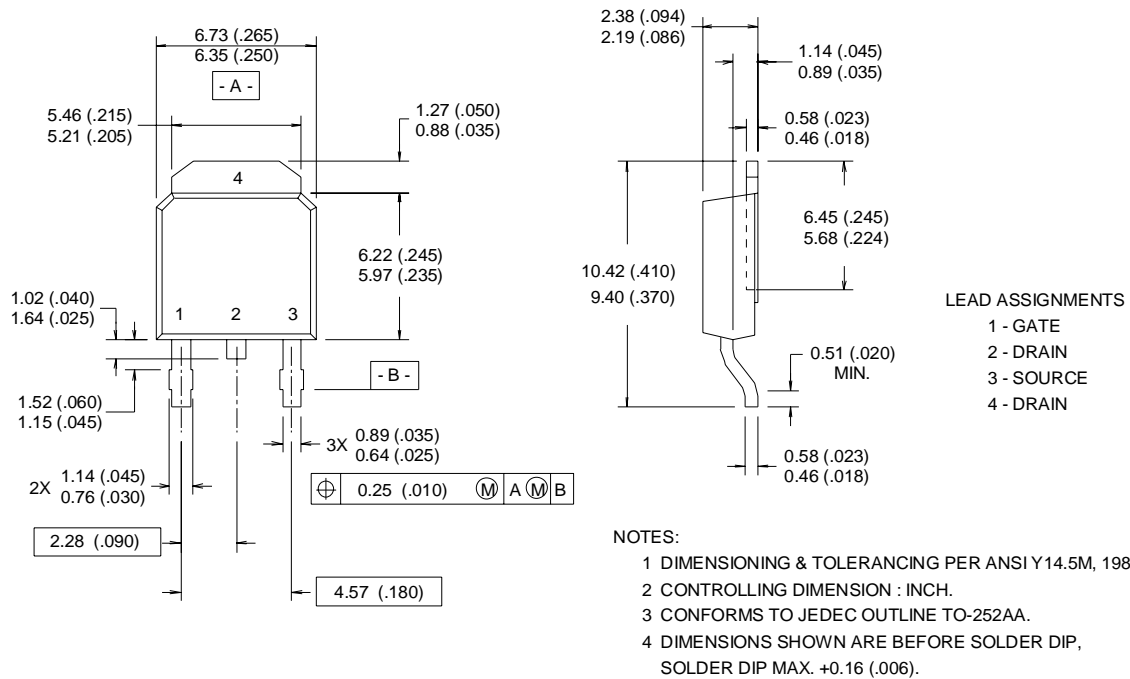 6.73 (.265)
6.35 (.250)
- A -
5.46 (.215)
5.21 (.205)
1.27 (.050)
0.88 (.035)
4
6.22 (.245)
5.97 (.235)
1.02 (.040)
1.64 (.025)
1 2 3
- B -
1.52 (.060)
1.15 (.045)
3X 0.89 (.035)
0.64 (.025)
2X 1.14 (.045)
0.76 (.030)
⌖ 0.25 (.010) Ⓜ A Ⓜ B
2.28 (.090)
4.57 (.180)
2.38 (.094)
2.19 (.086)
1.14 (.045)
0.89 (.035)
0.58 (.023)
0.46 (.018)
6.45 (.245)
5.68 (.224)
10.42 (.410)
9.40 (.370)
0.51 (.020)
MIN.
0.58 (.023)
0.46 (.018)
LEAD ASSIGNMENTS
1 - GATE
2 - DRAIN
3 - SOURCE
4 - DRAIN
NOTES:
1 DIMENSIONING & TOLERANCING PER ANSI Y14.5M, 198
2 CONTROLLING DIMENSION : INCH.
3 CONFORMS TO JEDEC OUTLINE TO-252AA.
4 DIMENSIONS SHOWN ARE BEFORE SOLDER DIP,
SOLDER DIP MAX. +0.16 (.006).